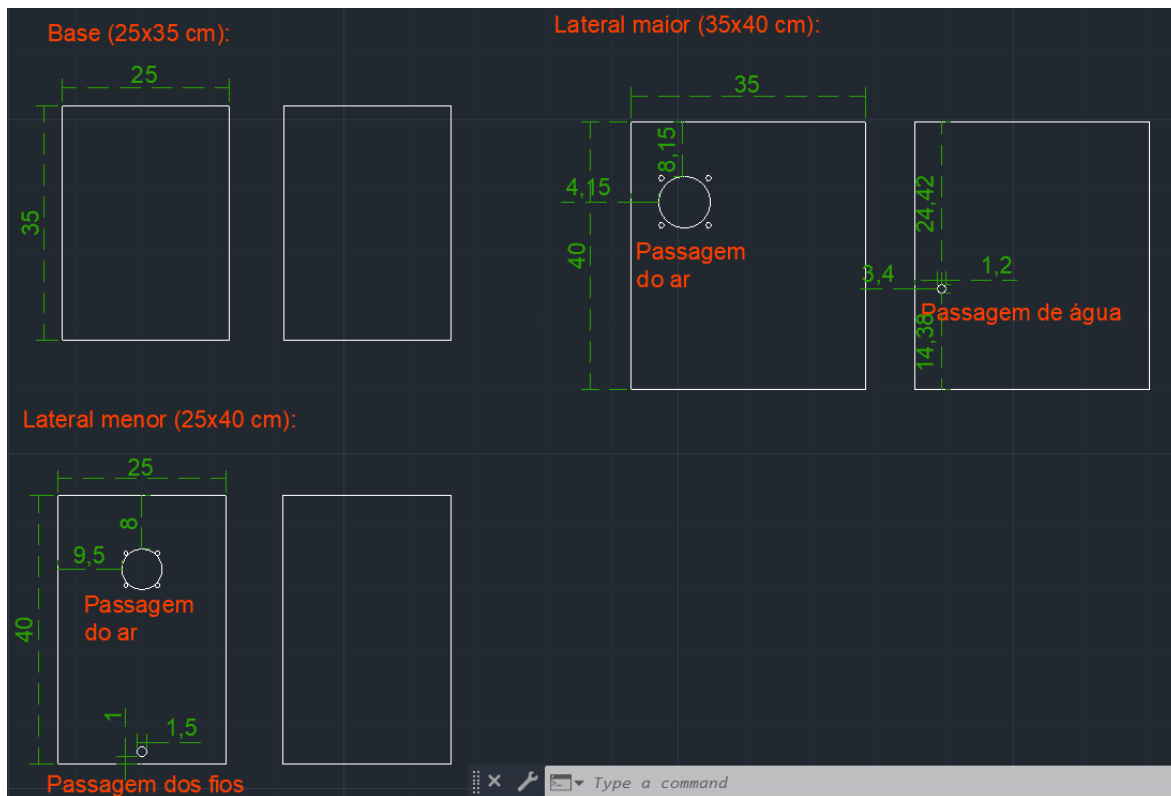 Base (25x35 cm):
25
35
Lateral maior (35x40 cm):
35
8,15
4,15
40
Passagem
do ar
24,42
3,4
1,2
Passagem de água
14,38
Lateral menor (25x40 cm):
25
8
9,5
Passagem
do ar
40
1
1,5
Passagem dos fios
Type a command